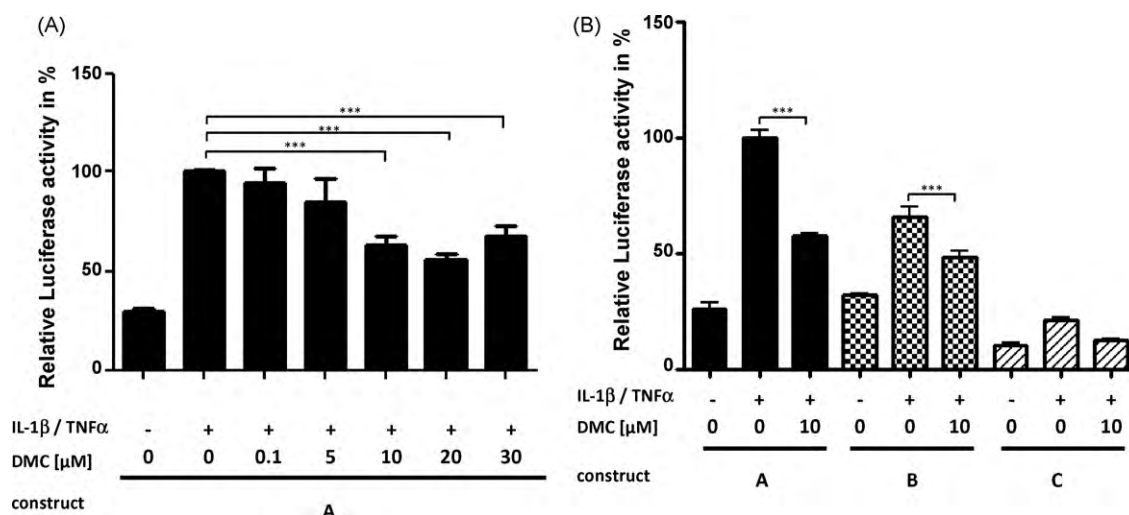 (A)
Relative Luciferase activity in %
150
100
50
0
***
***
***
IL-1β / TNFα - + + + + + +
DMC [µM] 0 0 0.1 5 10 20 30
construct A
(B)
Relative Luciferase activity in %
150
100
50
0
***
***
IL-1β / TNFα - + + - + + - + +
DMC [µM] 0 0 10 0 0 10 0 0 10
construct A B C